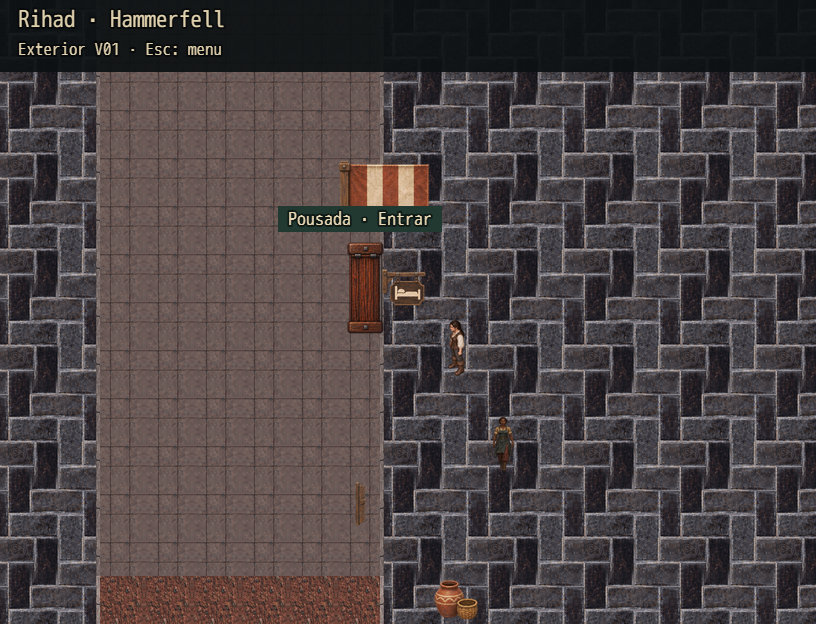 Rihad · Hammerfell
Exterior V01 · Esc: menu
Pousada · Entrar